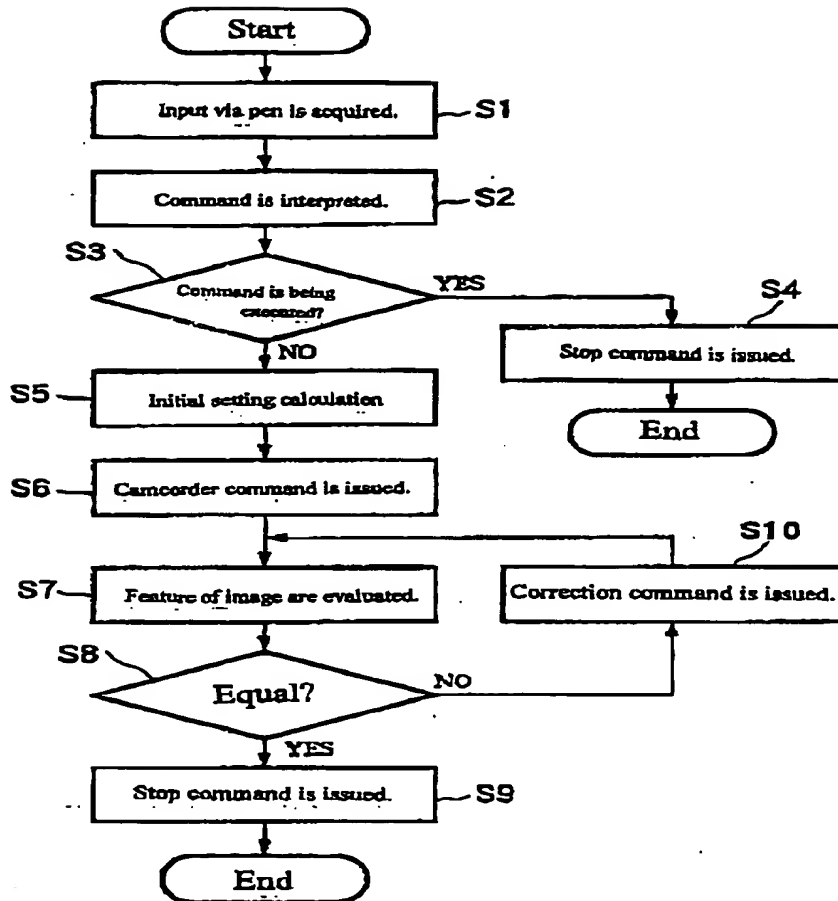 Start
Input via pen is acquired.
S1
Command is interpreted.
S2
S3
Command is being
executed?
YES
NO
S4
Stop command is issued.
End
S5
Initial setting calculation
S6
Camcorder command is issued.
S10
Correction command is issued.
S7
Feature of image are evaluated.
S8
Equal?
NO
YES
Stop command is issued.
S9
End